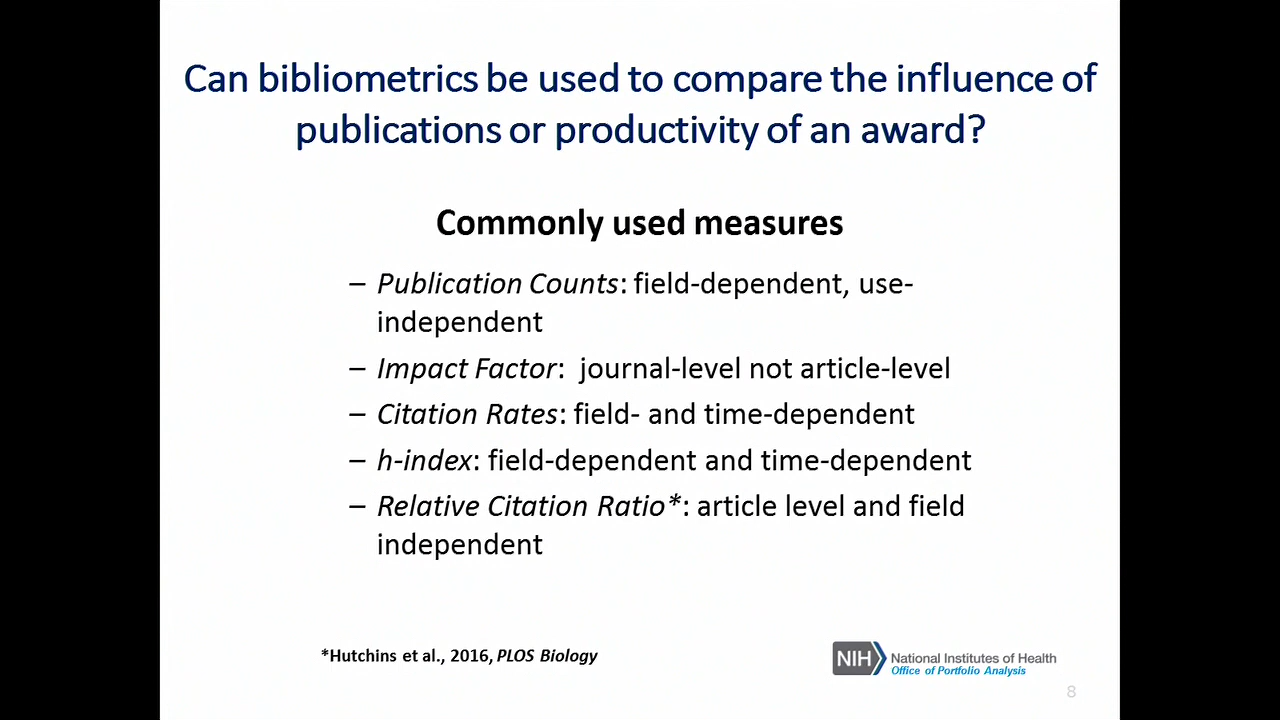 Can bibliometrics be used to compare the influence of
publications or productivity of an award?
Commonly used measures
– Publication Counts: field-dependent, use-
independent
– Impact Factor:  journal-level not article-level
– Citation Rates: field- and time-dependent
– h-index: field-dependent and time-dependent
– Relative Citation Ratio*: article level and field
independent
*Hutchins et al., 2016, PLOS Biology
NIH National Institutes of Health
Office of Portfolio Analysis
8